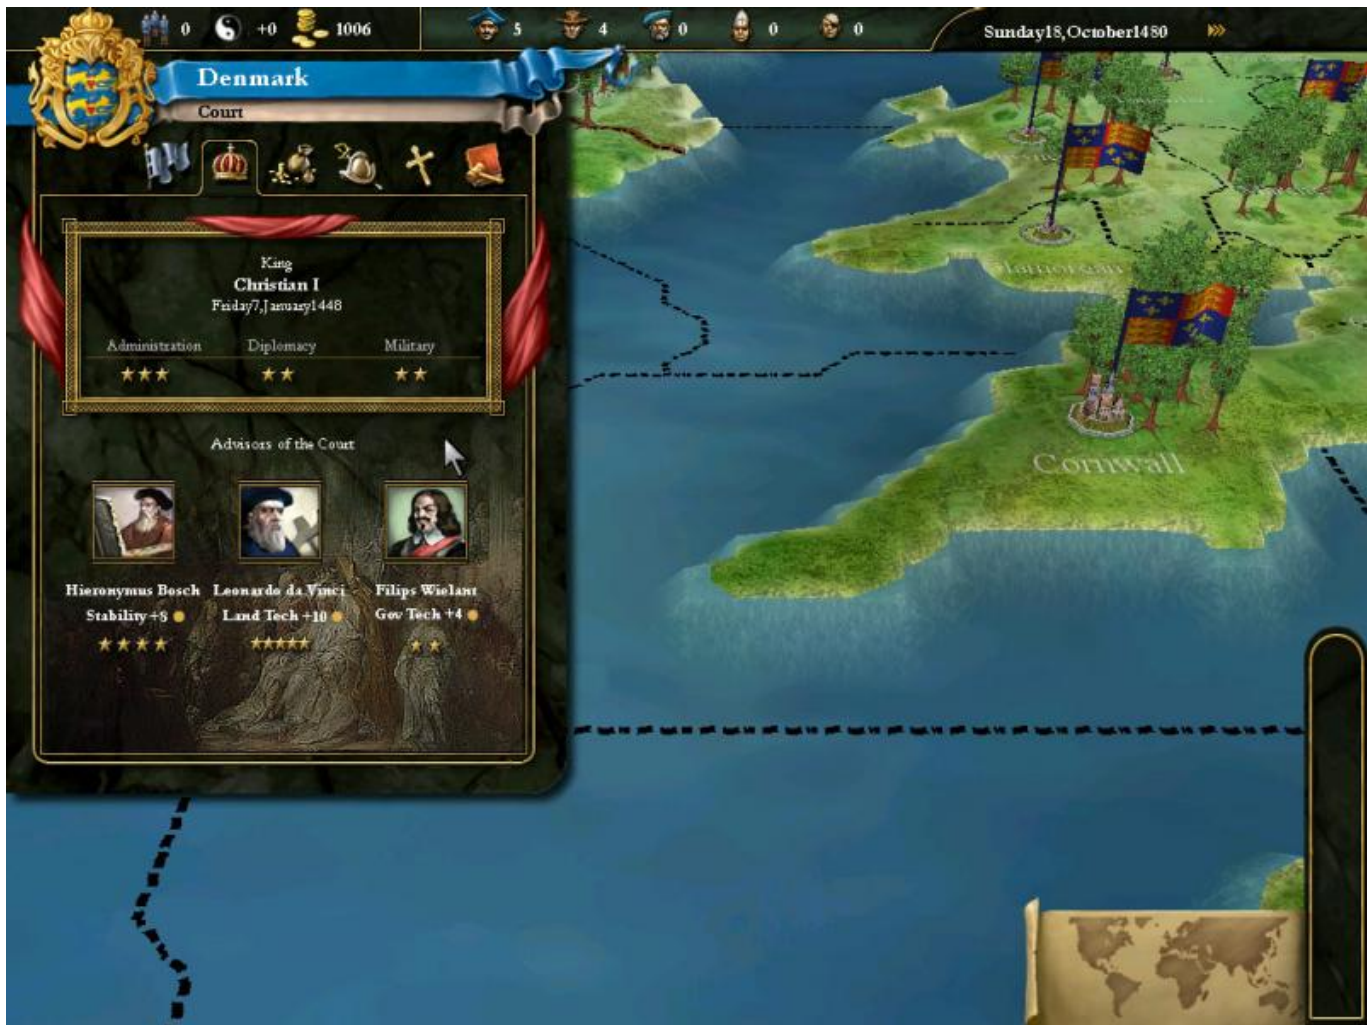 0 +0 1006 5 4 0 0 0 Sunday18,October1480
Denmark
Court
King
Christian I
Friday7,January1448
Administration Diplomacy Military
Advisors of the Court
Hieronymus Bosch Leonardo da Vinci Filips Wielant
Stability +8 Land Tech +10 Gov Tech +4
Glamorgan
Cornwall